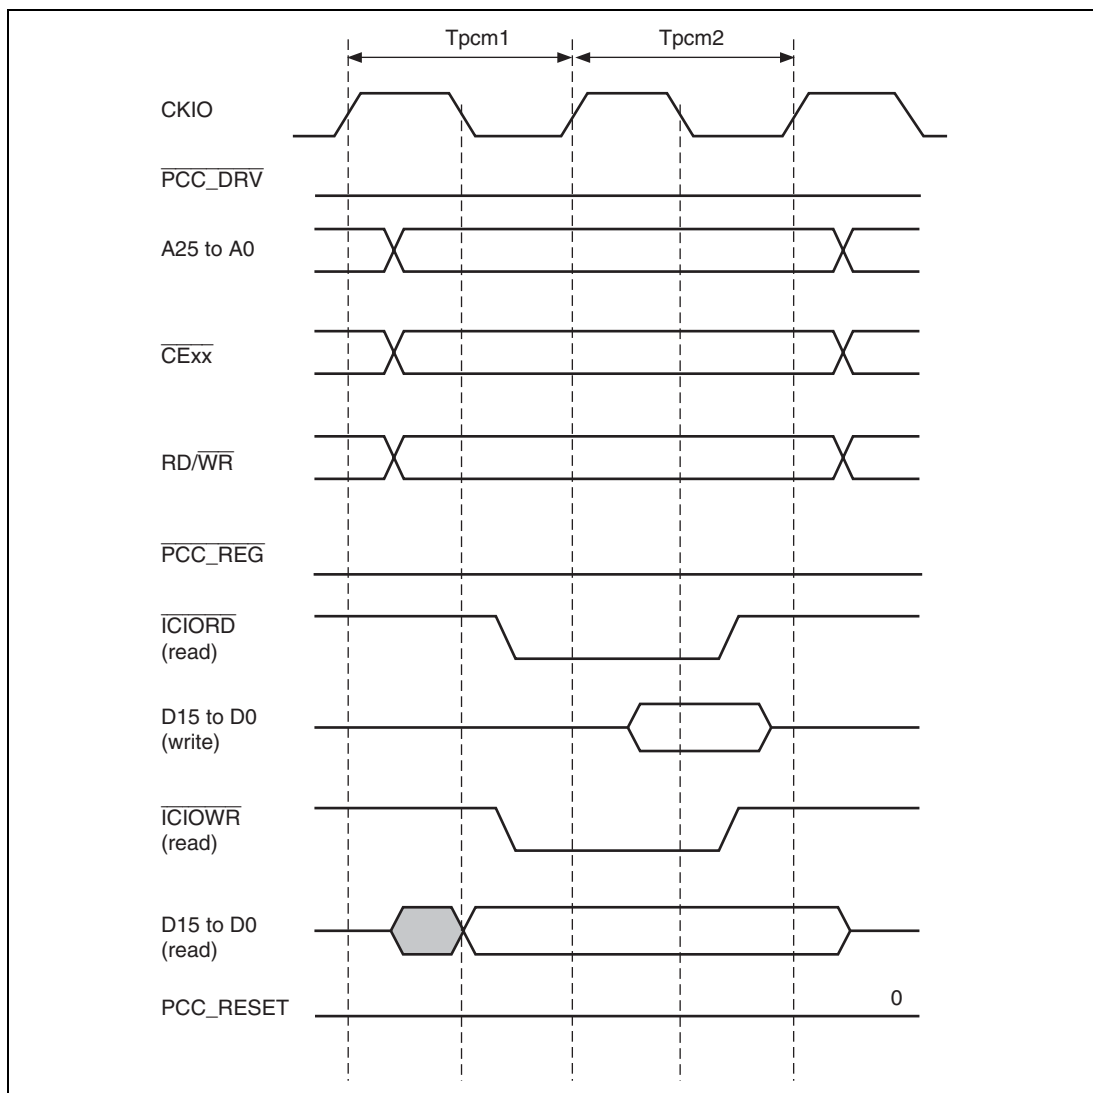 Tpcm1 Tpcm2
CKIO
PCC_DRV
A25 to A0
CExx
RD/WR
PCC_REG
ICIORD
(read)
D15 to D0
(write)
ICIOWR
(read)
D15 to D0
(read)
PCC_RESET 0